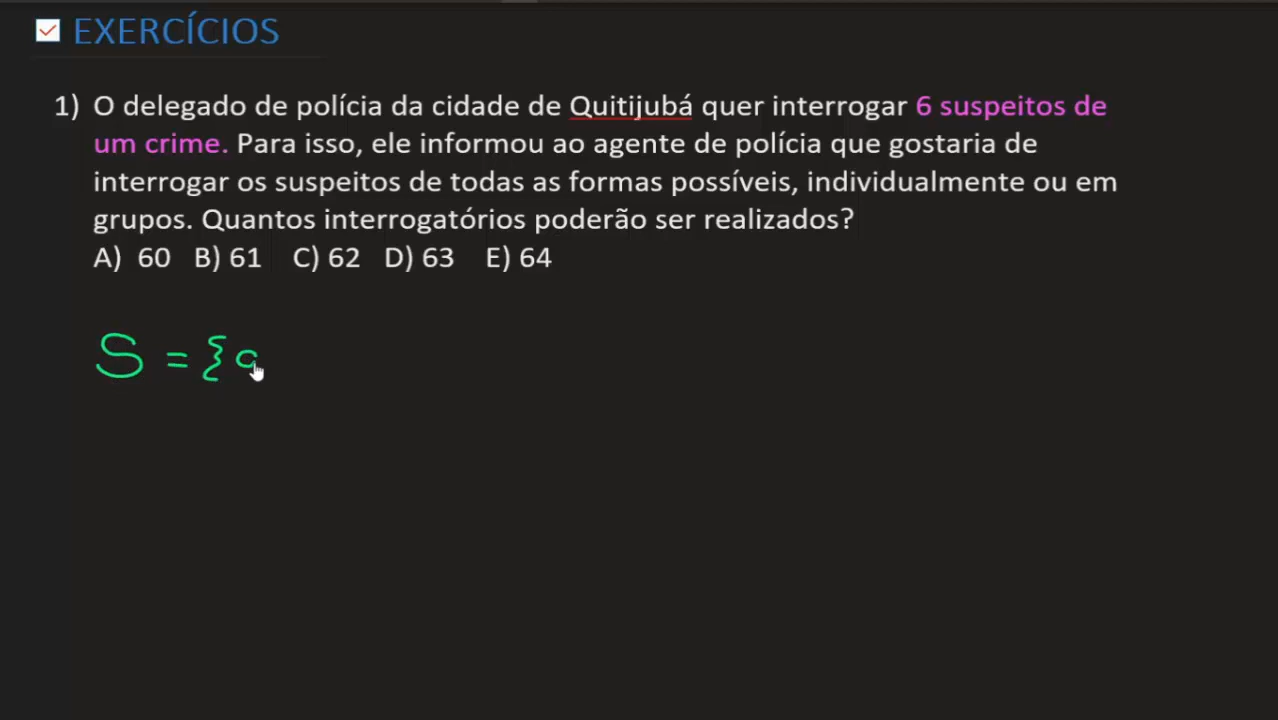 EXERCÍCIOS
1) O delegado de polícia da cidade de Quitijubá quer interrogar 6 suspeitos de
um crime. Para isso, ele informou ao agente de polícia que gostaria de
interrogar os suspeitos de todas as formas possíveis, individualmente ou em
grupos. Quantos interrogatórios poderão ser realizados?
A) 60 B) 61 C) 62 D) 63 E) 64
S = {a